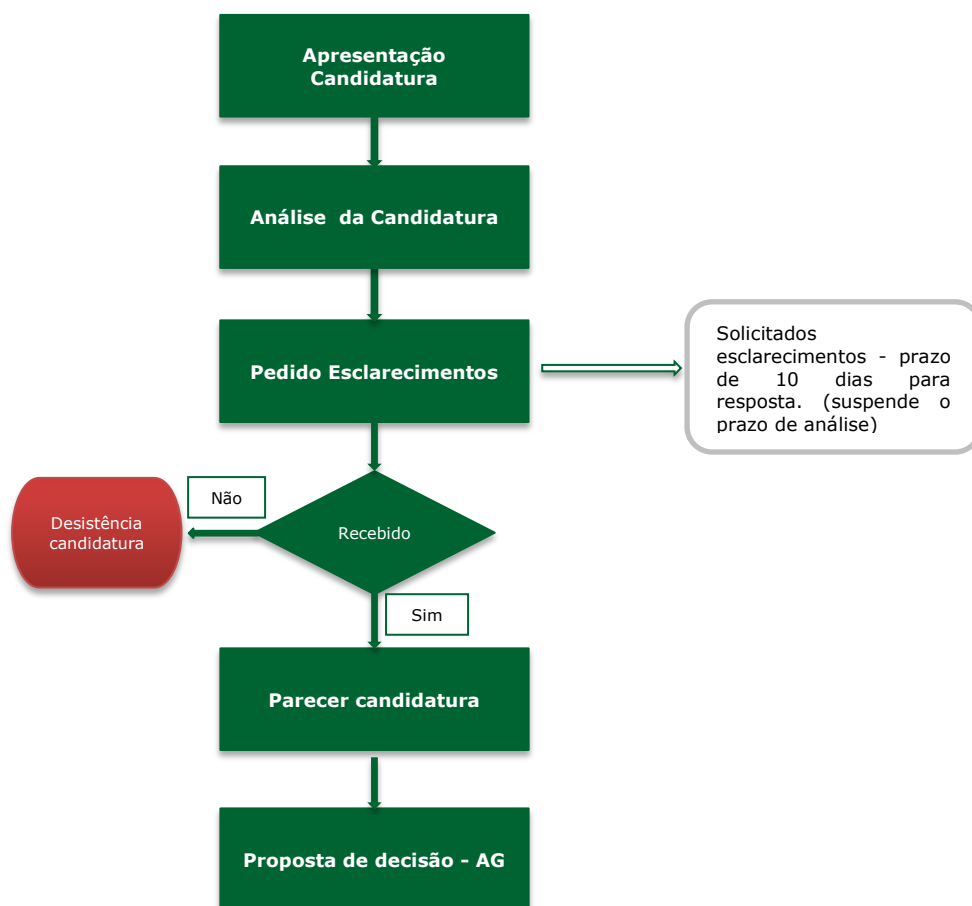 Apresentação
Candidatura
Análise da Candidatura
Pedido Esclarecimentos
Solicitados
esclarecimentos - prazo
de 10 dias para
resposta. (suspende o
prazo de análise)
Não
Desistência
candidatura
Recebido
Sim
Parecer candidatura
Proposta de decisão - AG